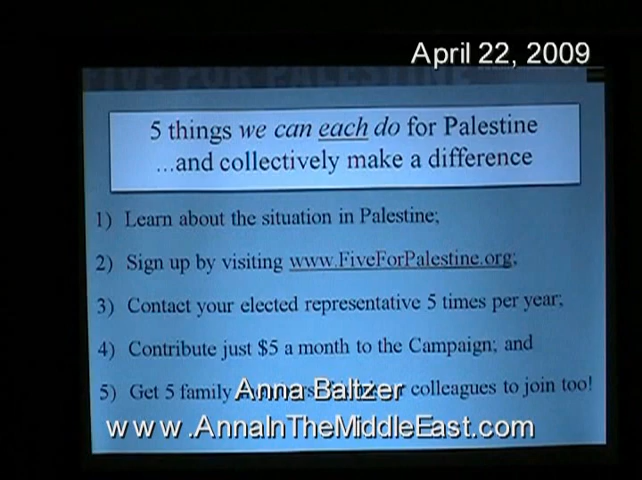 April 22, 2009
FIVE FOR PALESTINE
5 things we can each do for Palestine
...and collectively make a difference
1) Learn about the situation in Palestine;
2) Sign up by visiting www.FiveForPalestine.org;
3) Contact your elected representative 5 times per year;
4) Contribute just $5 a month to the Campaign; and
5) Get 5 family colleagues to join too!
Anna Baltzer
www.AnnaInTheMiddleEast.com